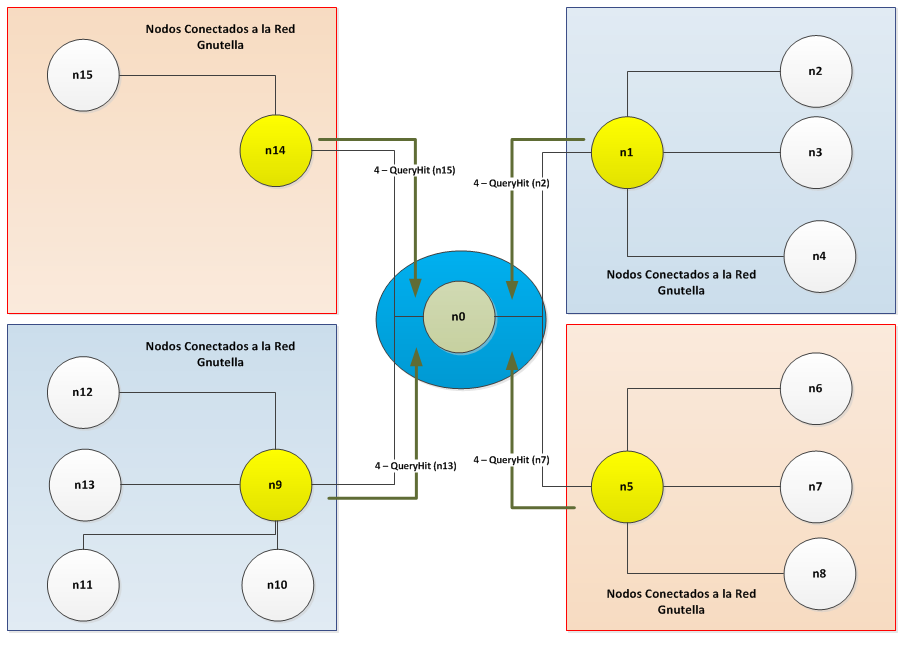 Nodos Conectados a la Red
Gnutella
n15
n14
4 – QueryHit (n15)
n2
n1
n3
4 – QueryHit (n2)
n4
Nodos Conectados a la Red
Gnutella
n0
Nodos Conectados a la Red
Gnutella
n12
n13
n9
4 – QueryHit (n13)
n11
n10
n6
4 – QueryHit (n7)
n5
n7
n8
Nodos Conectados a la Red
Gnutella